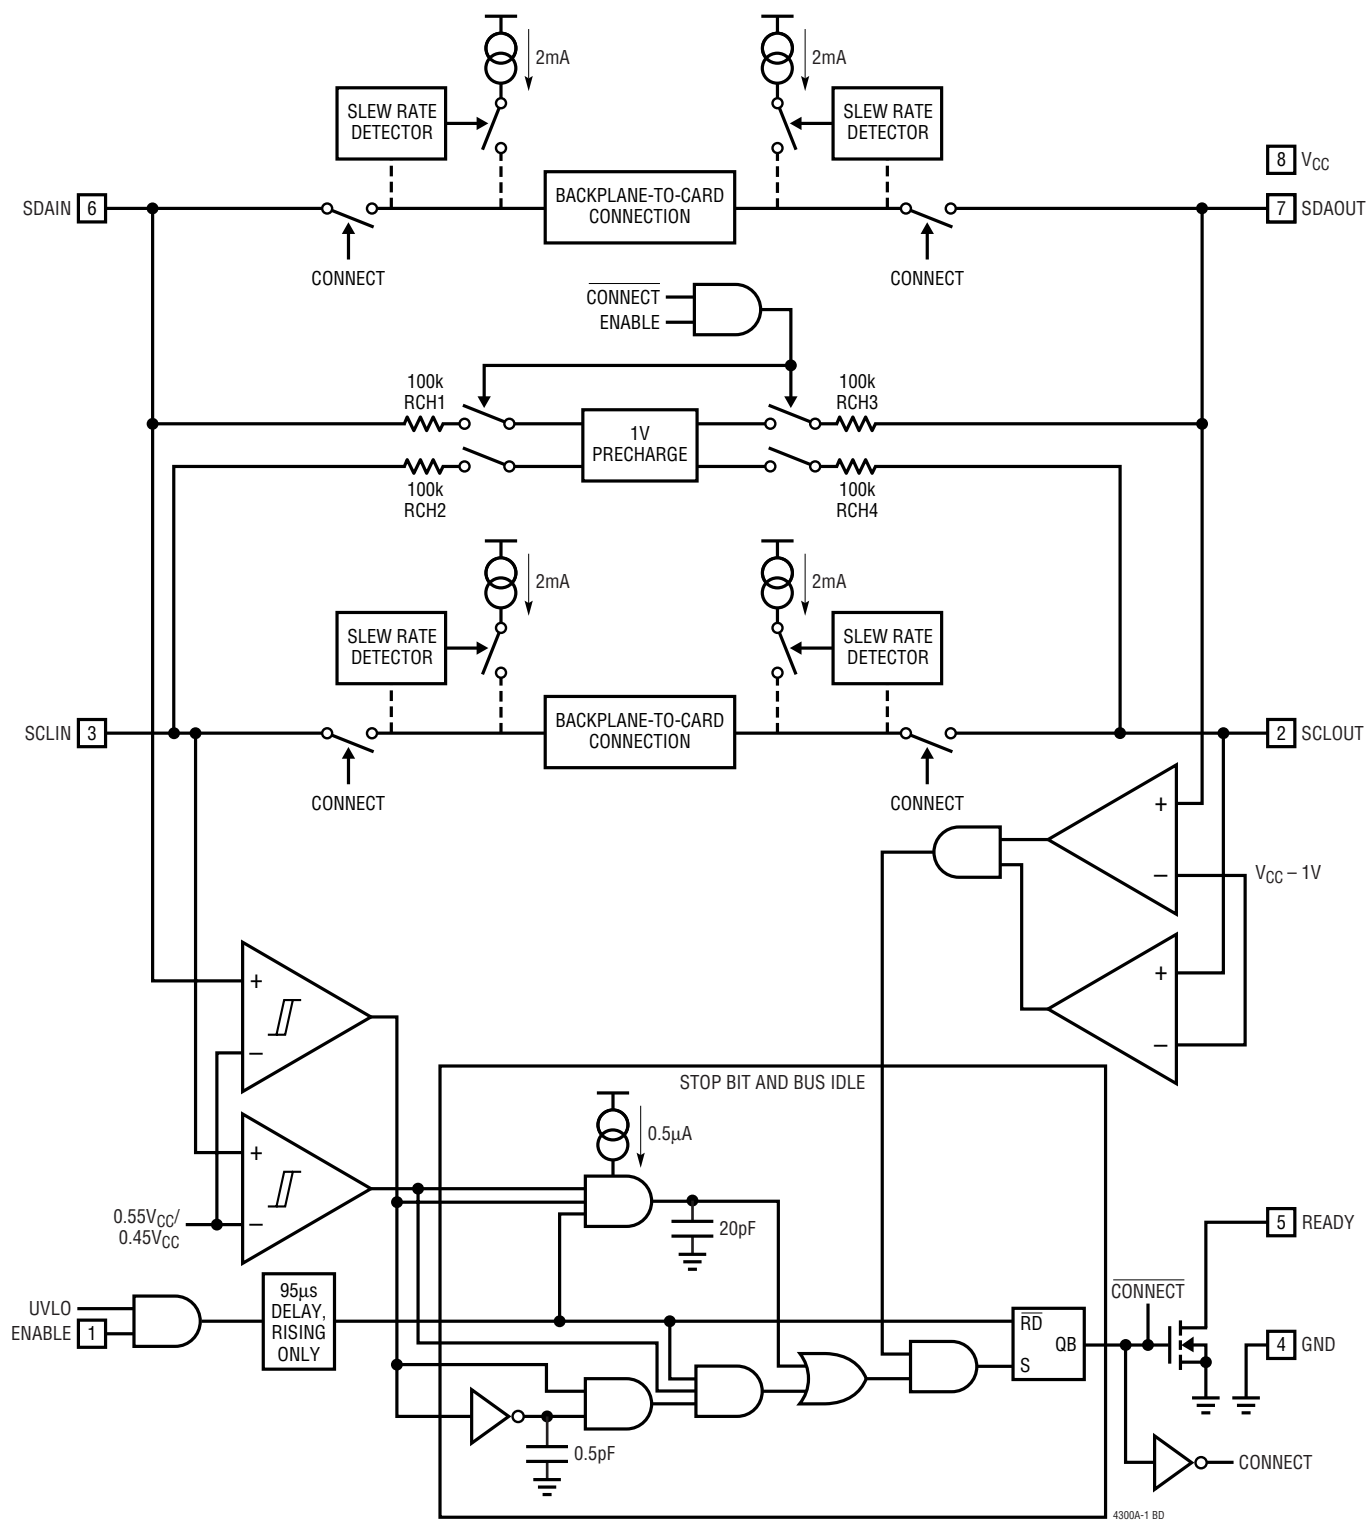 2mA
2mA
SLEW RATE
DETECTOR
SLEW RATE
DETECTOR
8 VCC
SDAIN 6
BACKPLANE-TO-CARD
CONNECTION
7 SDAOUT
CONNECT
CONNECT
CONNECT
ENABLE
100k
RCH1
100k
RCH3
1V
PRECHARGE
100k
RCH2
100k
RCH4
2mA
2mA
SLEW RATE
DETECTOR
SLEW RATE
DETECTOR
SCLIN 3
BACKPLANE-TO-CARD
CONNECTION
2 SCLOUT
CONNECT
CONNECT
+
–
VCC – 1V
+
–
+
–
STOP BIT AND BUS IDLE
0.5µA
+
–
0.55VCC/
0.45VCC
20pF
5 READY
UVLO
ENABLE 1
95µs
DELAY,
RISING
ONLY
CONNECT
RD
QB
S
4 GND
0.5pF
CONNECT
4300A-1 BD